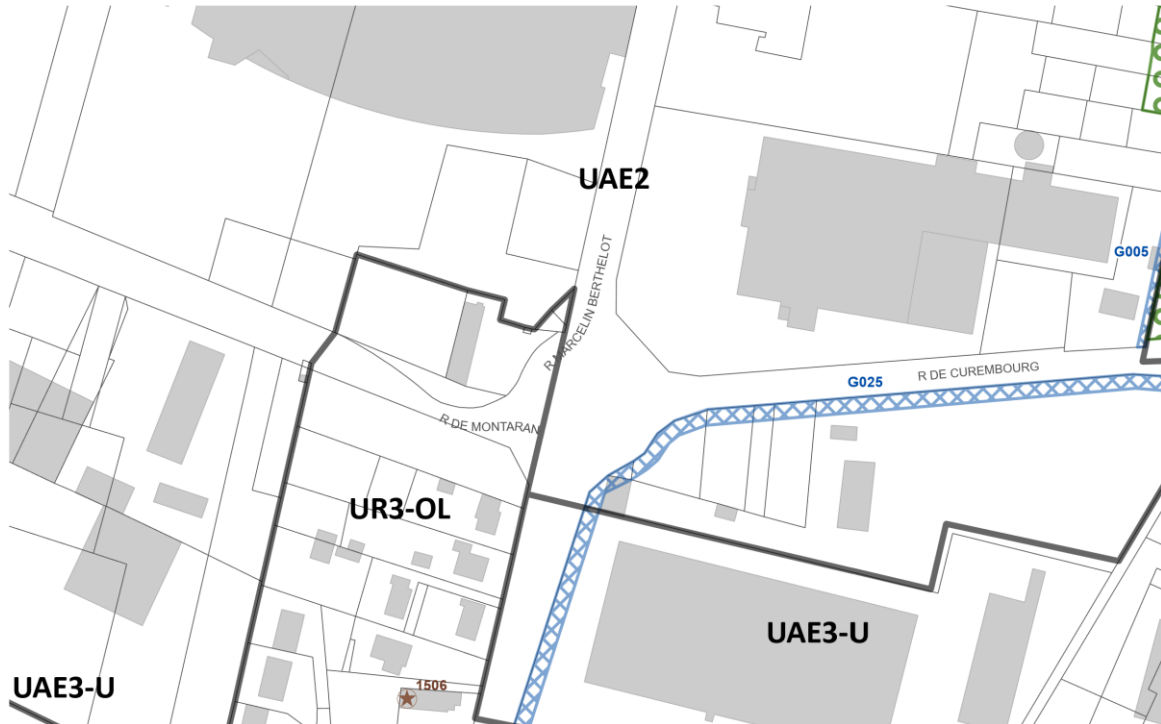 UAE2
R MARCELIN BERTHELOT
G005
R DE CUREMBOURG
G025
R DE MONTARAN
UR3-OL
UAE3-U
UAE3-U
1506